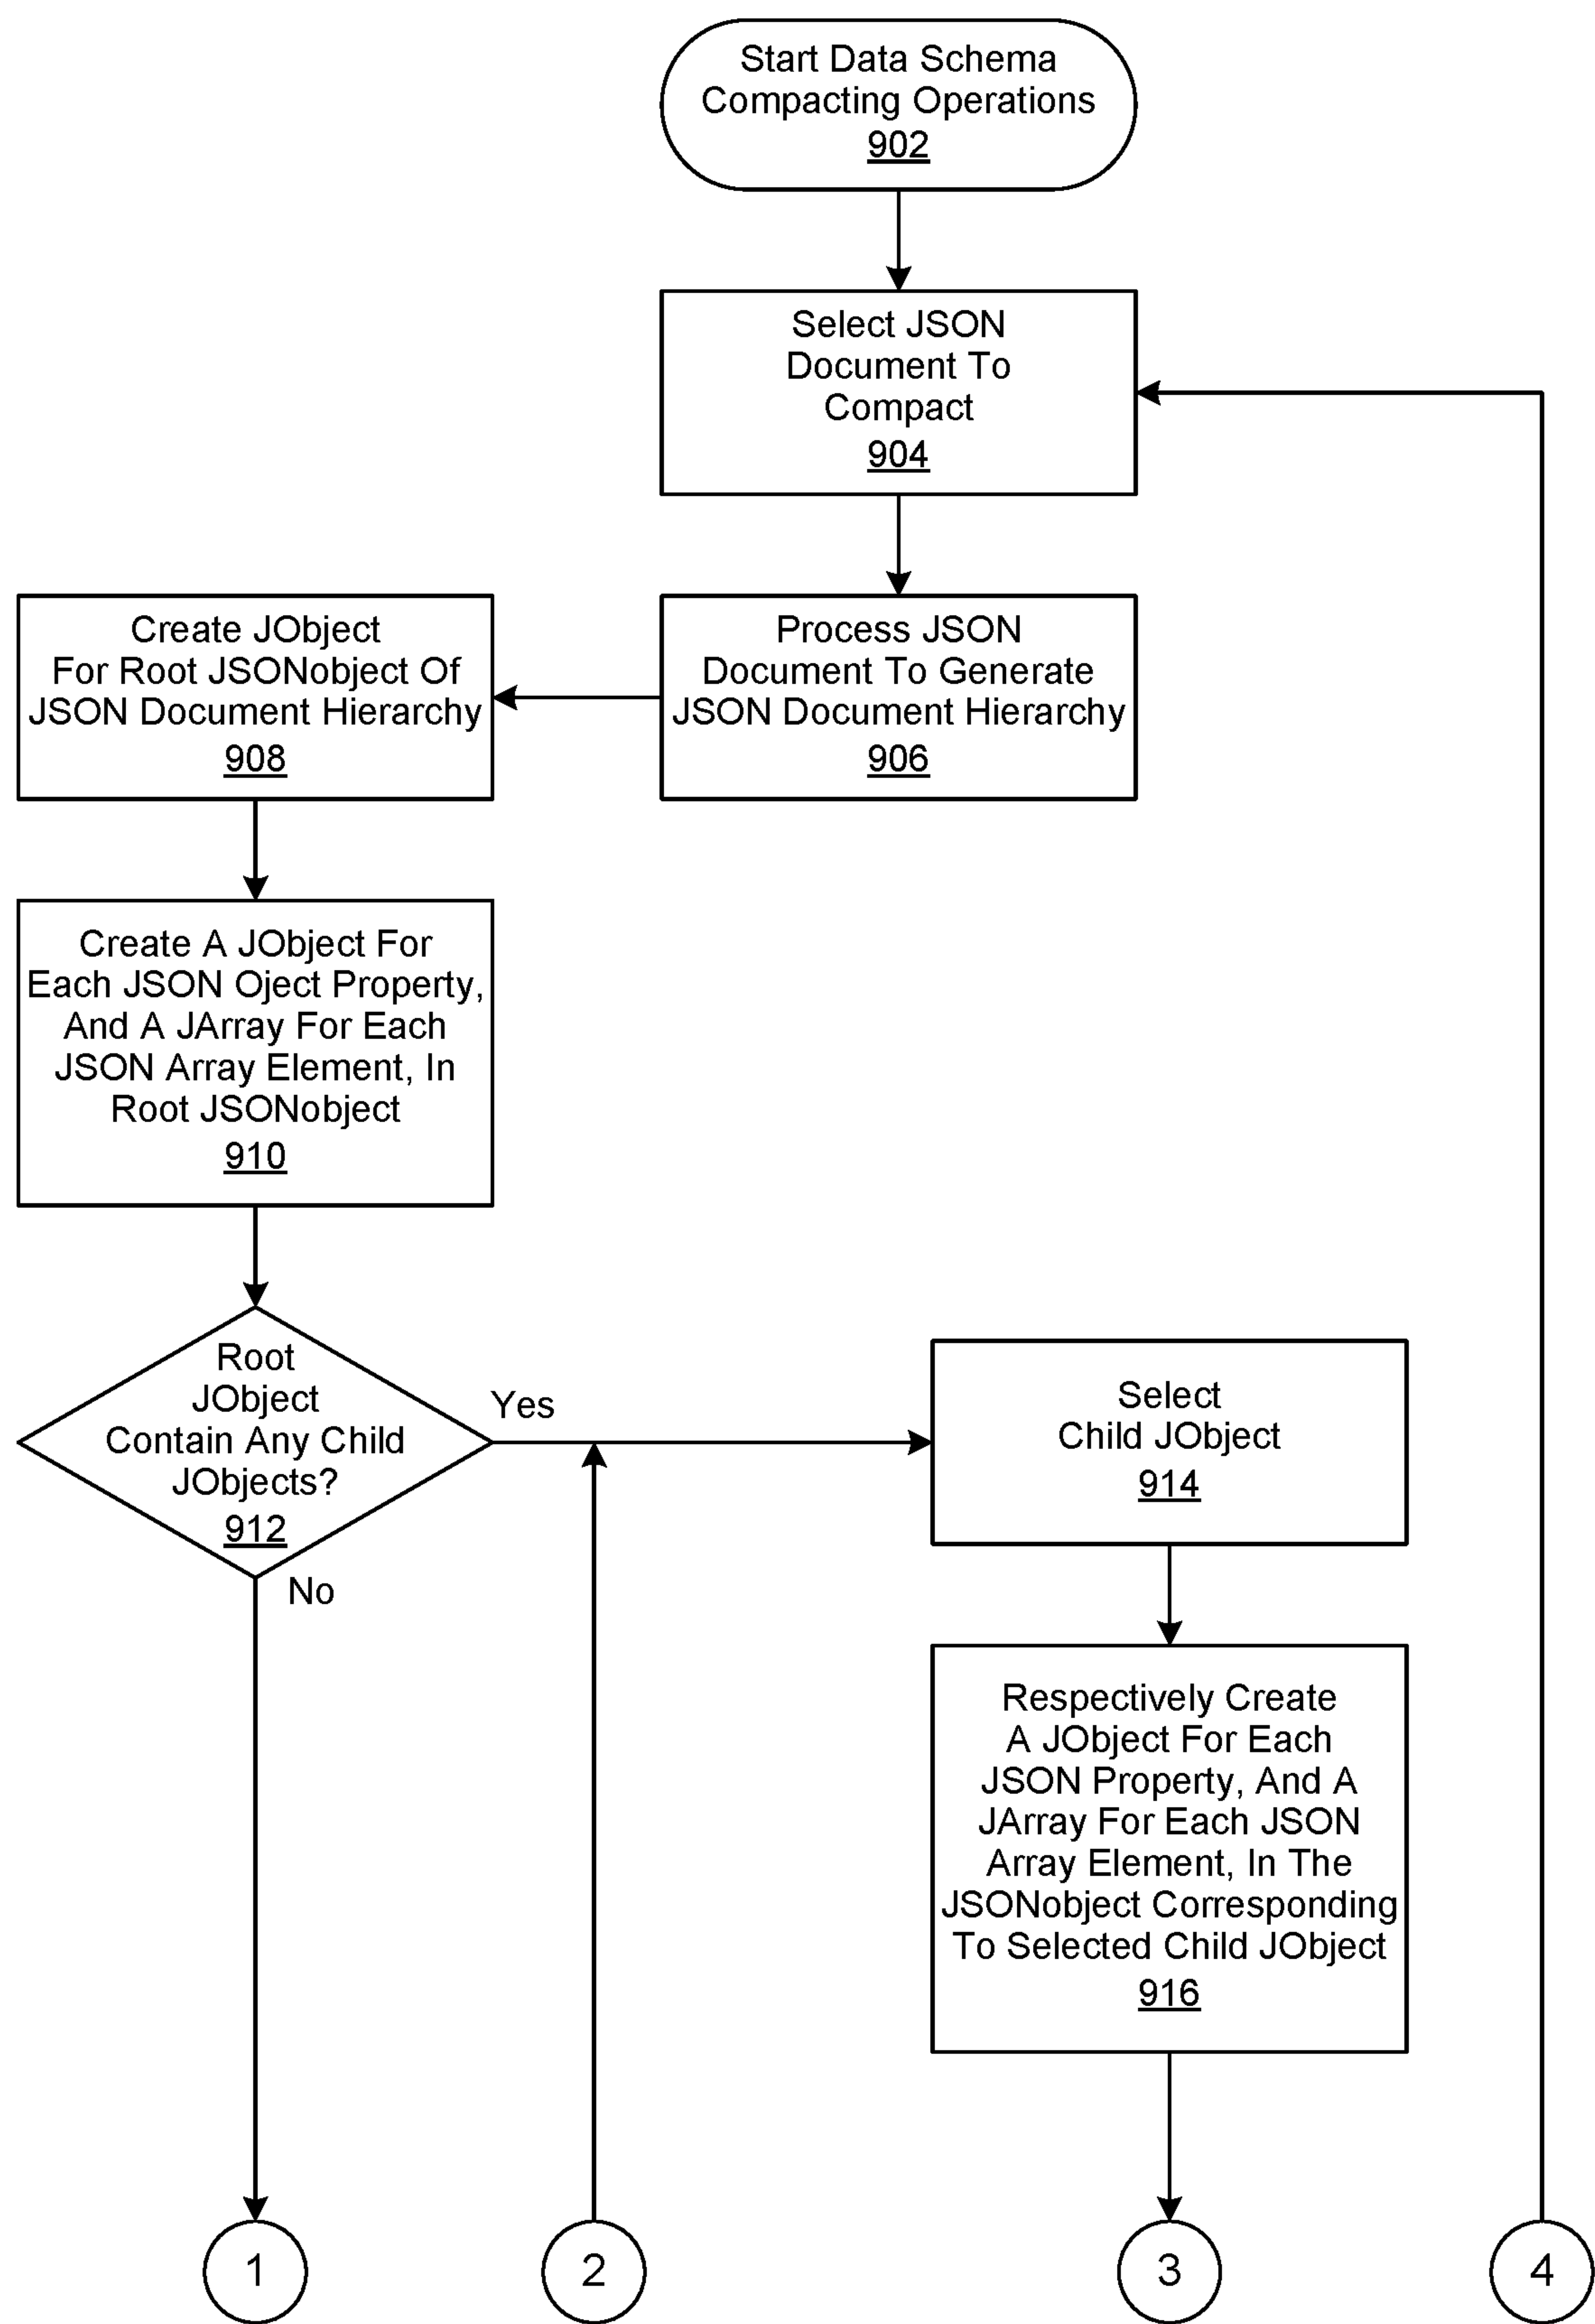 Start Data Schema
Compacting Operations
902
Select JSON
Document To
Compact
904
Process JSON
Document To Generate
JSON Document Hierarchy
906
Create JObject
For Root JSONobject Of
JSON Document Hierarchy
908
Create A JObject For
Each JSON Oject Property,
And A JArray For Each
JSON Array Element, In
Root JSONobject
910
Root
JObject
Contain Any Child
JObjects?
912
Yes
No
Select
Child JObject
914
Respectively Create
A JObject For Each
JSON Property, And A
JArray For Each JSON
Array Element, In The
JSONobject Corresponding
To Selected Child JObject
916
1
2
3
4